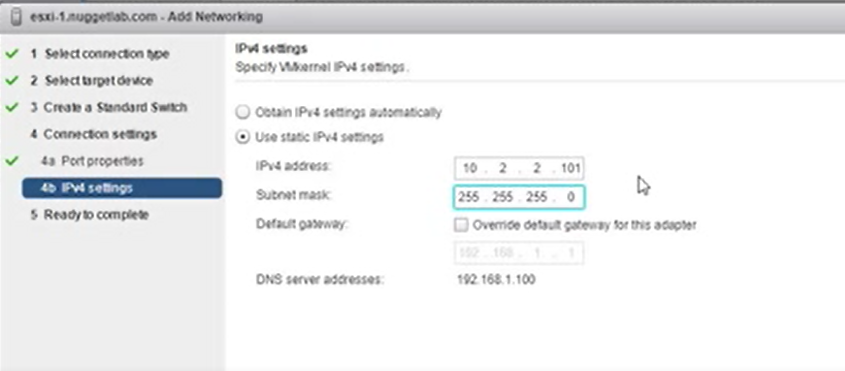 esxi-1.nuggetlab.com - Add Networking
1 Select connection type
2 Select target device
3 Create a Standard Switch
4 Connection settings
4a Port properties
4b IPv4 settings
5 Ready to complete
IPv4 settings
Specify VMkernel IPv4 settings.
Obtain IPv4 settings automatically
Use static IPv4 settings
IPv4 address: 10 . 2 . 2 . 101
Subnet mask: 255 . 255 . 255 . 0
Default gateway: Override default gateway for this adapter
192 . 168 . 1 . 1
DNS server addresses: 192.168.1.100